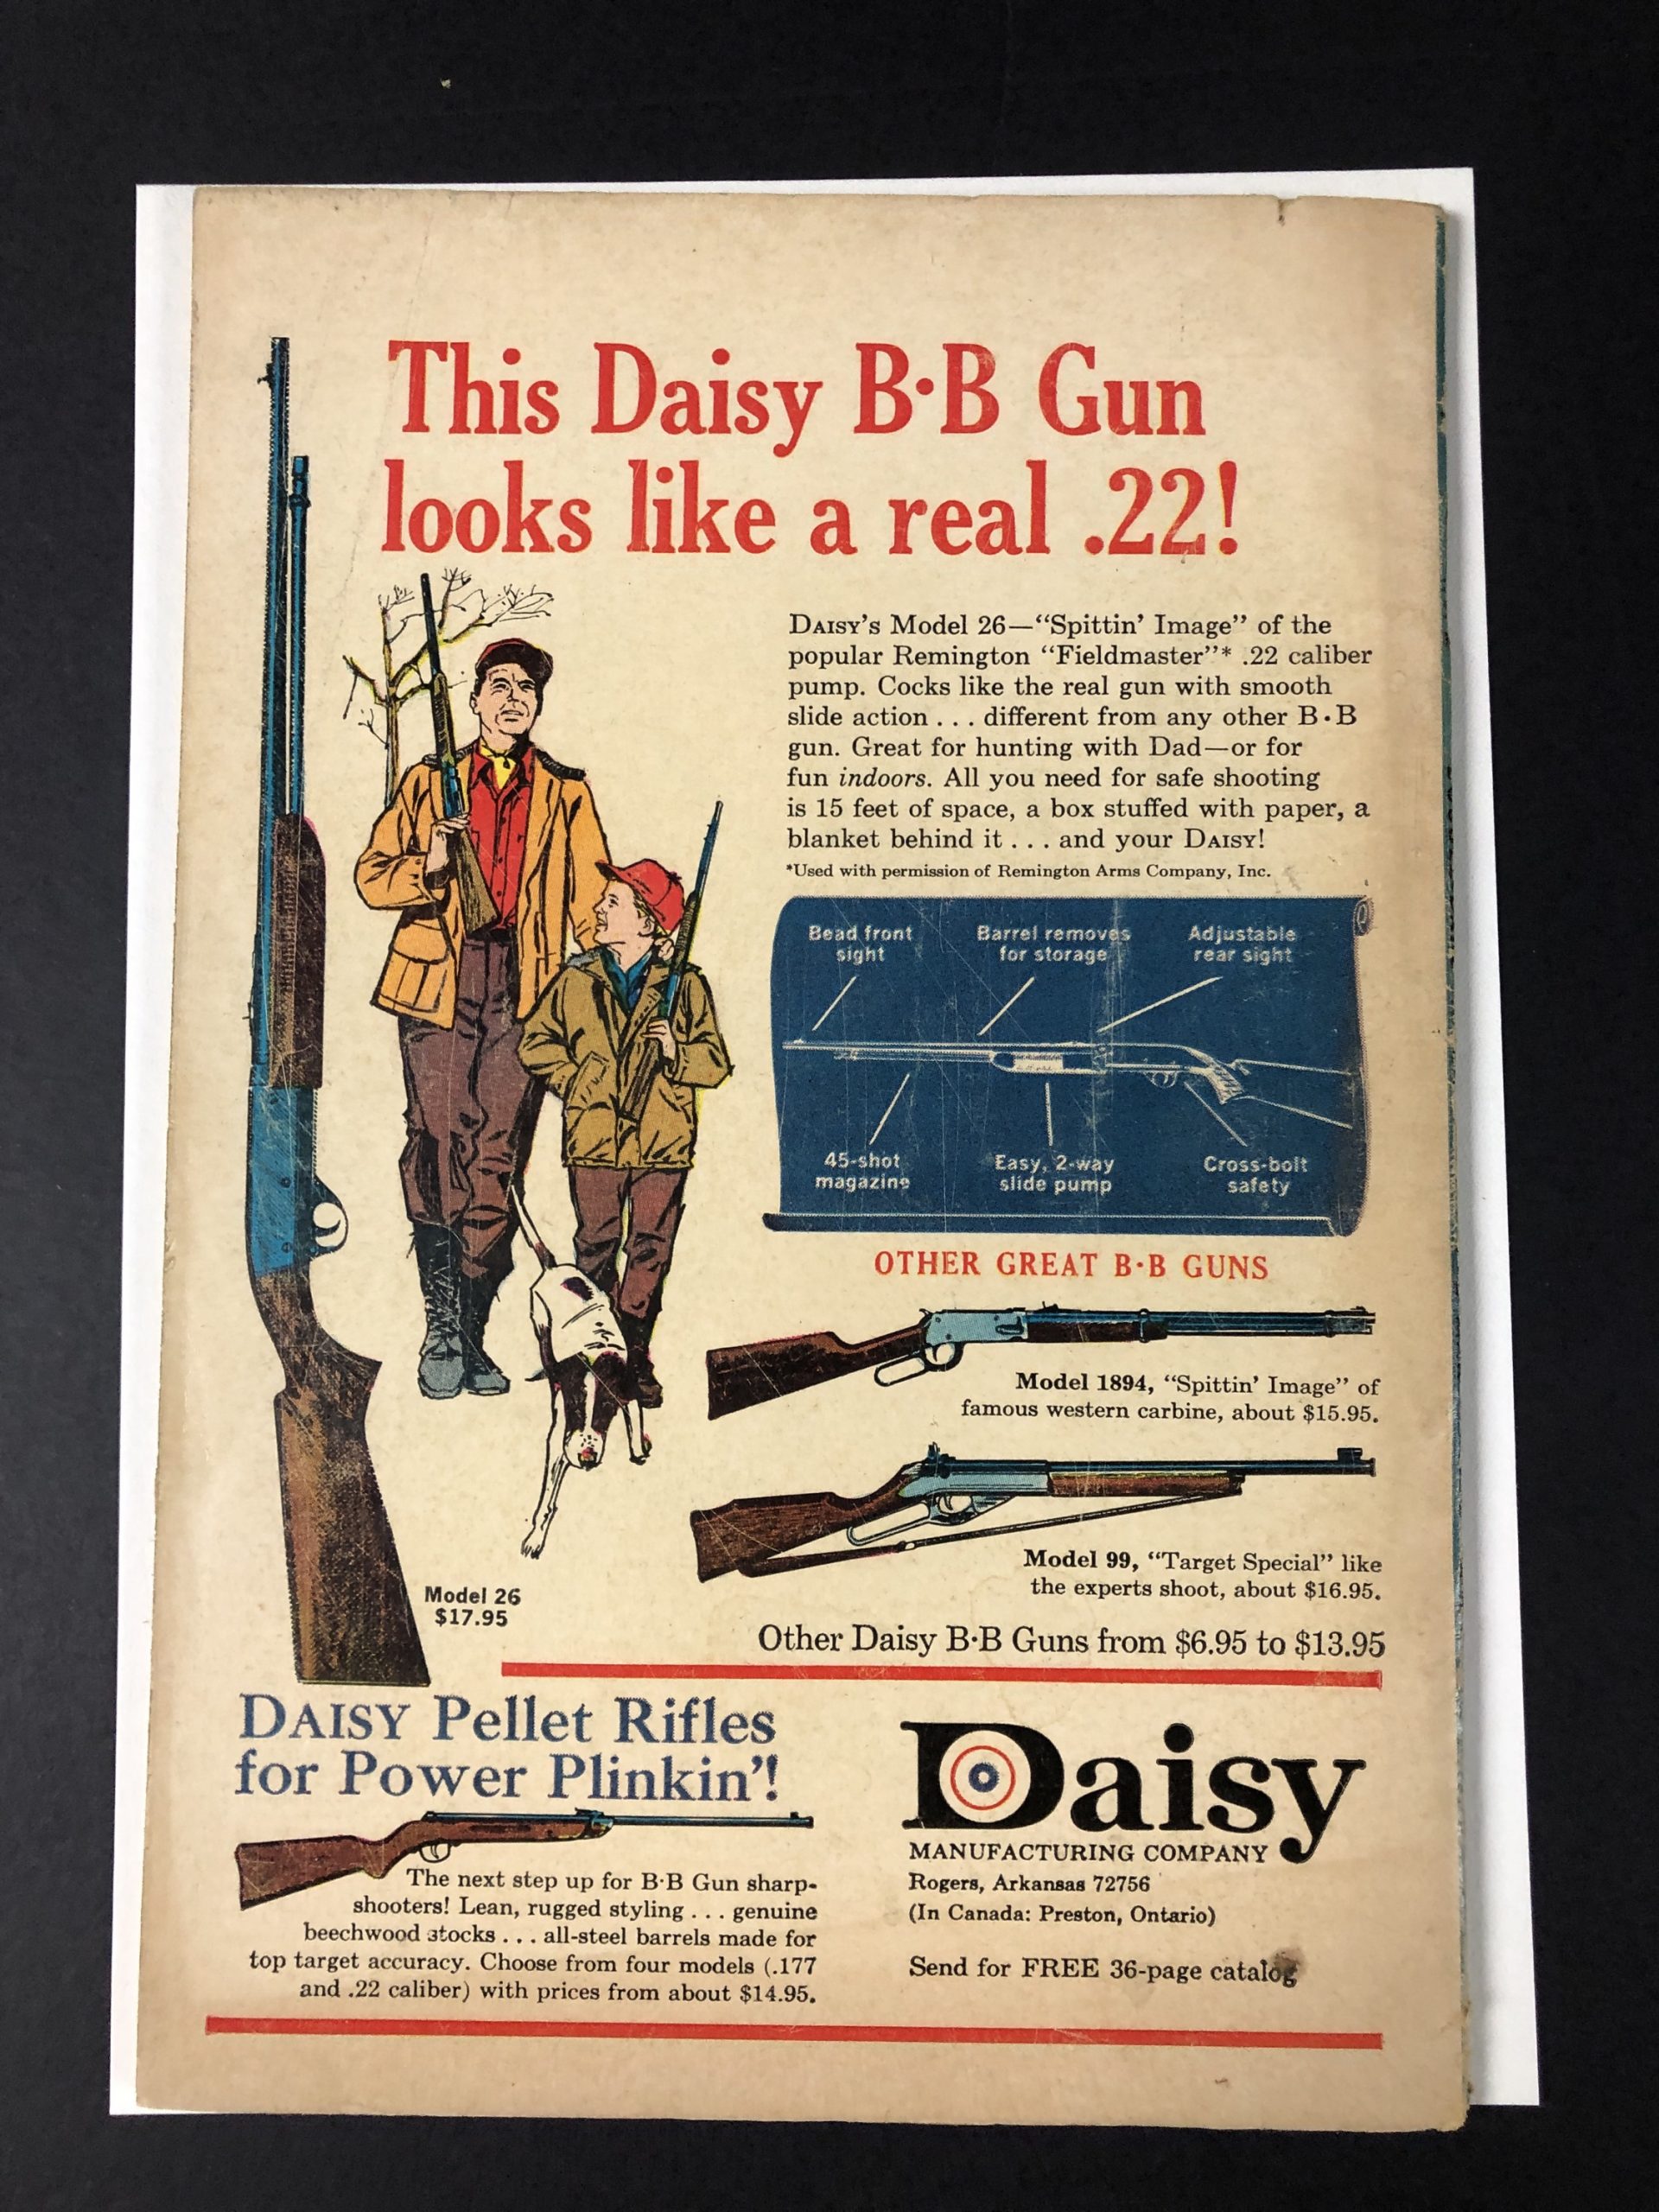 This Daisy B·B Gun
looks like a real .22!
DAISY'S Model 26—“Spittin’ Image” of the
popular Remington “Fieldmaster”* .22 caliber
pump. Cocks like the real gun with smooth
slide action . . . different from any other B·B
gun. Great for hunting with Dad—or for
fun indoors. All you need for safe shooting
is 15 feet of space, a box stuffed with paper, a
blanket behind it . . . and your DAISY!
*Used with permission of Remington Arms Company, Inc.
Bead front
sight
Barrel removes
for storage
Adjustable
rear sight
45-shot
magazine
Easy, 2-way
slide pump
Cross-bolt
safety
OTHER GREAT B·B GUNS
Model 1894, “Spittin’ Image” of
famous western carbine, about $15.95.
Model 99, “Target Special” like
the experts shoot, about $16.95.
Model 26
$17.95
Other Daisy B·B Guns from $6.95 to $13.95
DAISY Pellet Rifles
for Power Plinkin’!
The next step up for B·B Gun sharp-
shooters! Lean, rugged styling . . . genuine
beechwood stocks . . . all-steel barrels made for
top target accuracy. Choose from four models (.177
and .22 caliber) with prices from about $14.95.
Daisy
MANUFACTURING COMPANY
Rogers, Arkansas 72756
(In Canada: Preston, Ontario)
Send for FREE 36-page catalog